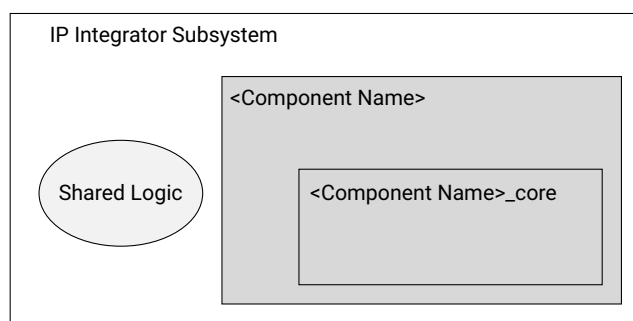 IP Integrator Subsystem
<Component Name>
Shared Logic
<Component Name>_core